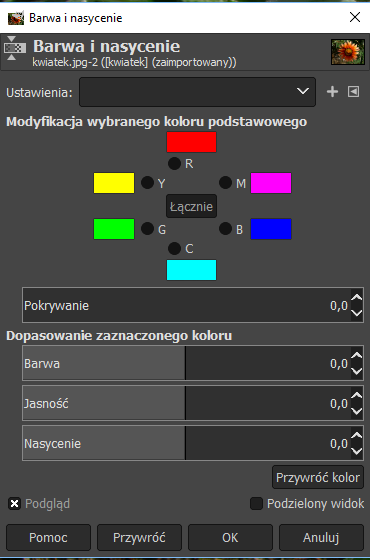 Barwa i nasycenie
Barwa i nasycenie
kwiatek.jpg-2 ([kwiatek] (zaimportowany))
Ustawienia:
Modyfikacja wybranego koloru podstawowego
R
Y M
Łącznie
G B
C
Pokrywanie 0,0
Dopasowanie zaznaczonego koloru
Barwa 0,0
Jasność 0,0
Nasycenie 0,0
Przywróć kolor
Podgląd Podzielony widok
Pomoc Przywróć OK Anuluj